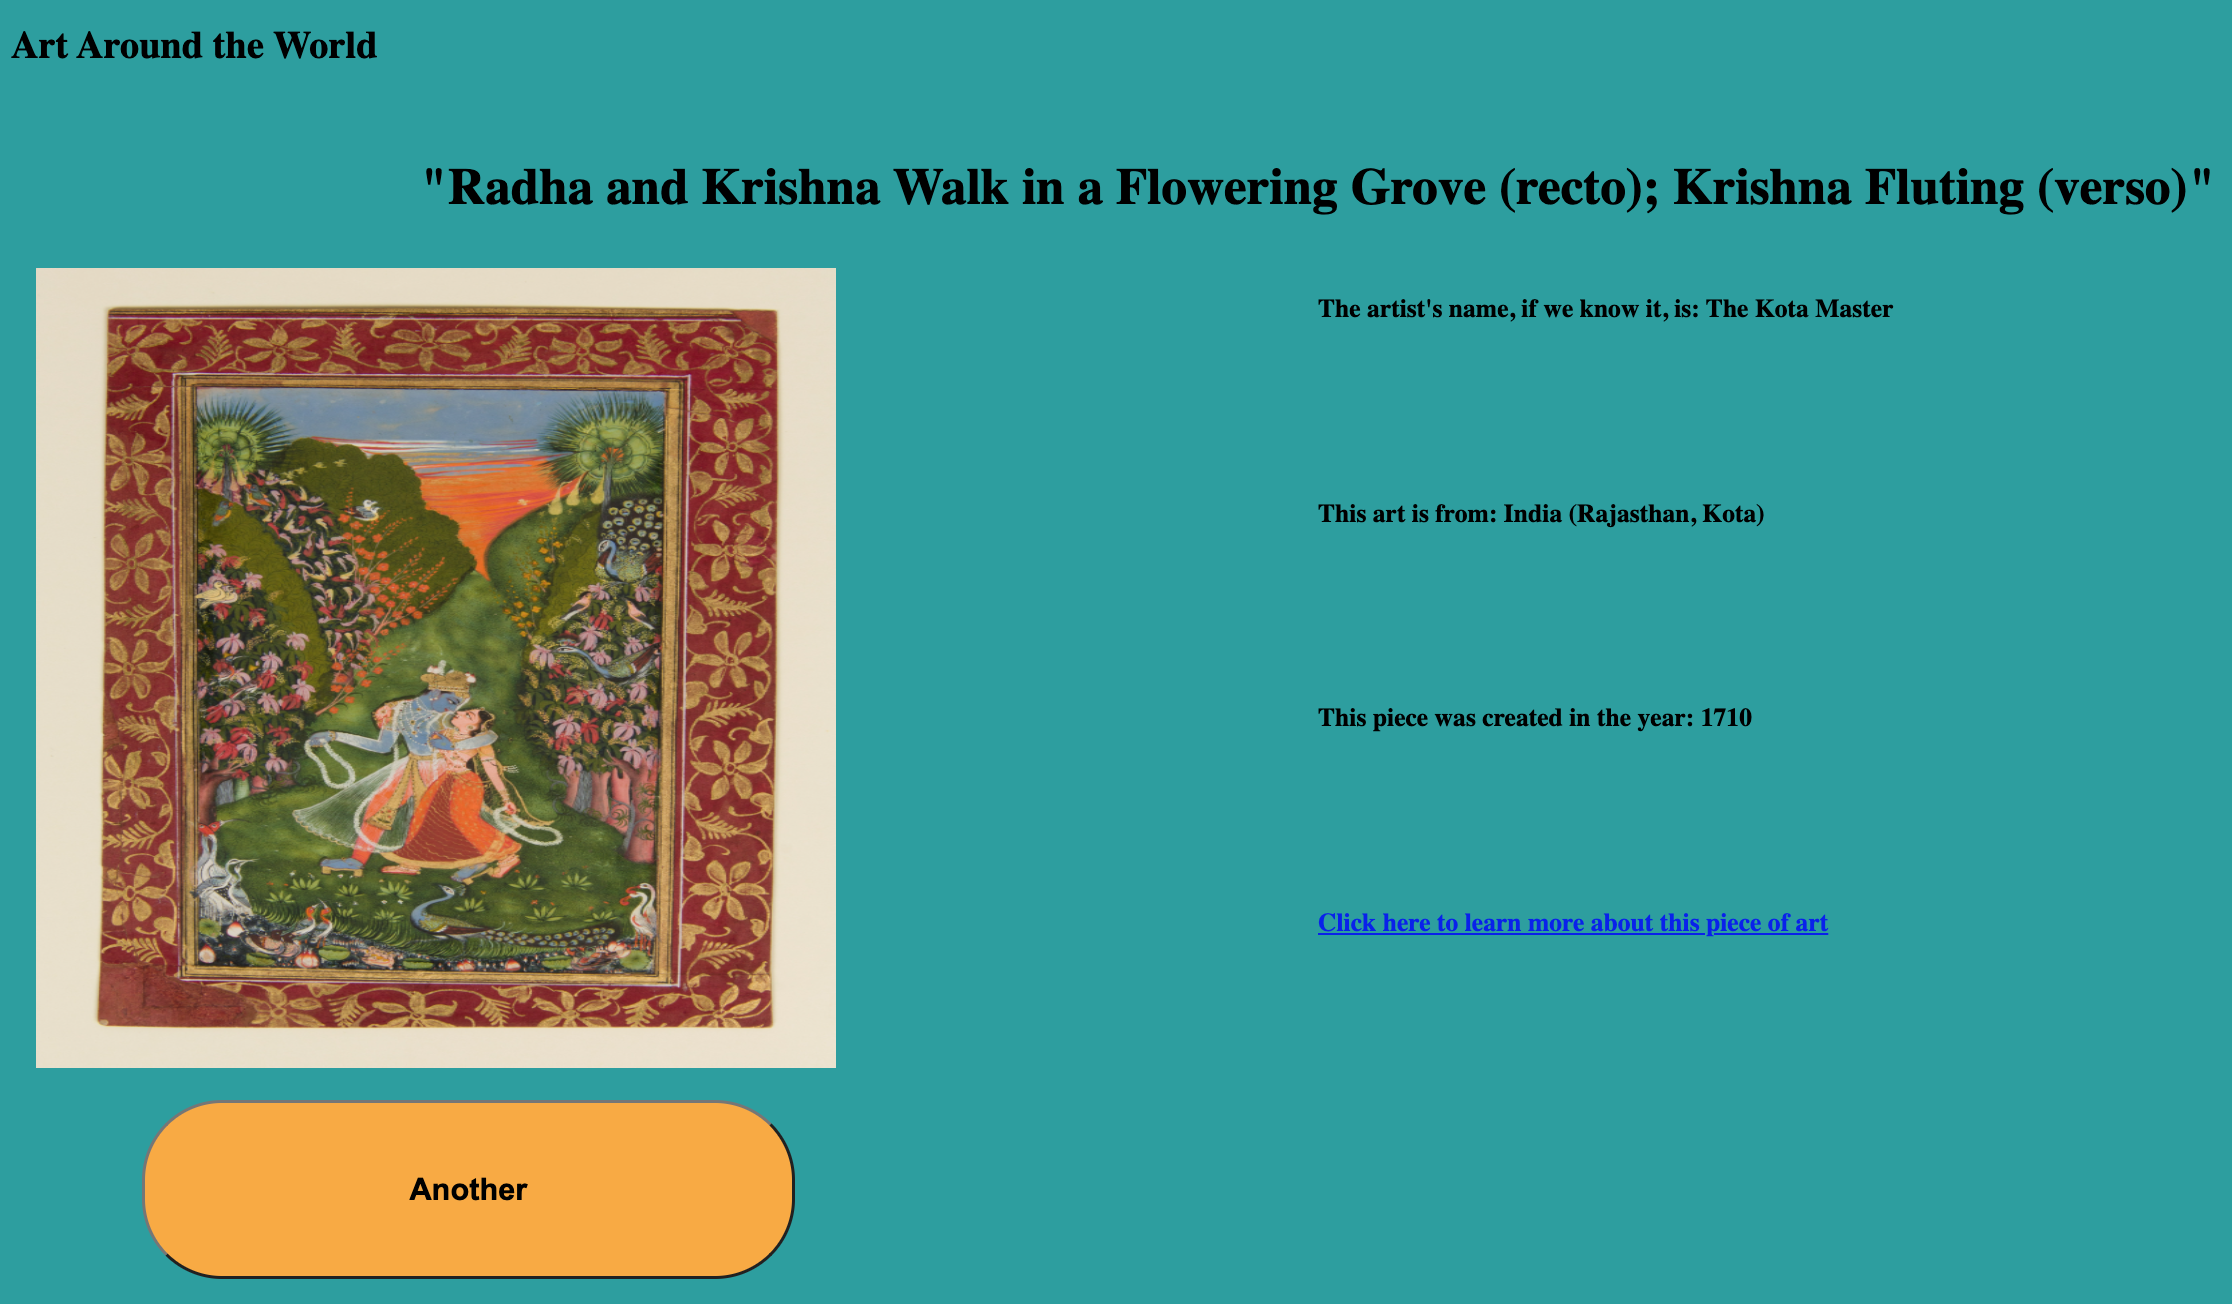 Art Around the World
"Radha and Krishna Walk in a Flowering Grove (recto); Krishna Fluting (verso)"
The artist's name, if we know it, is: The Kota Master
This art is from: India (Rajasthan, Kota)
This piece was created in the year: 1710
Click here to learn more about this piece of art
Another